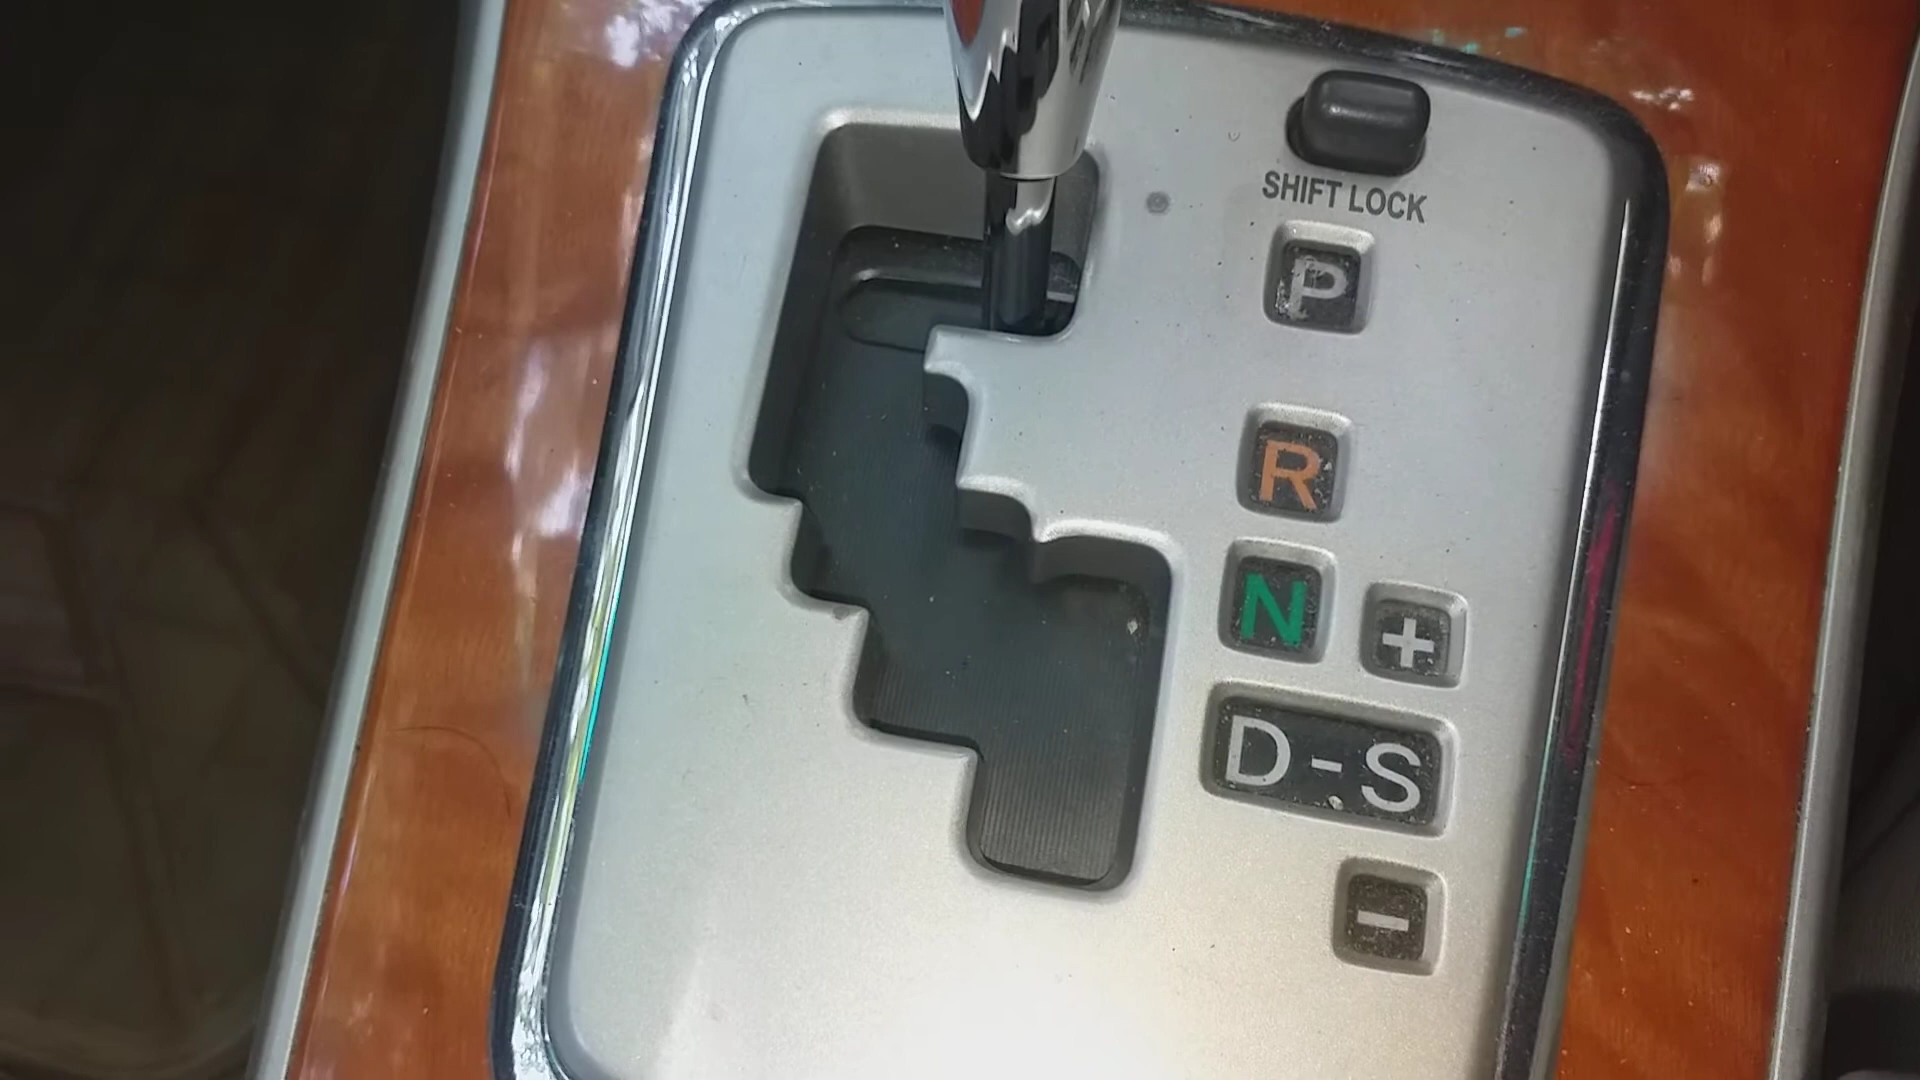 SHIFT LOCK
P
R
N +
D-S
-